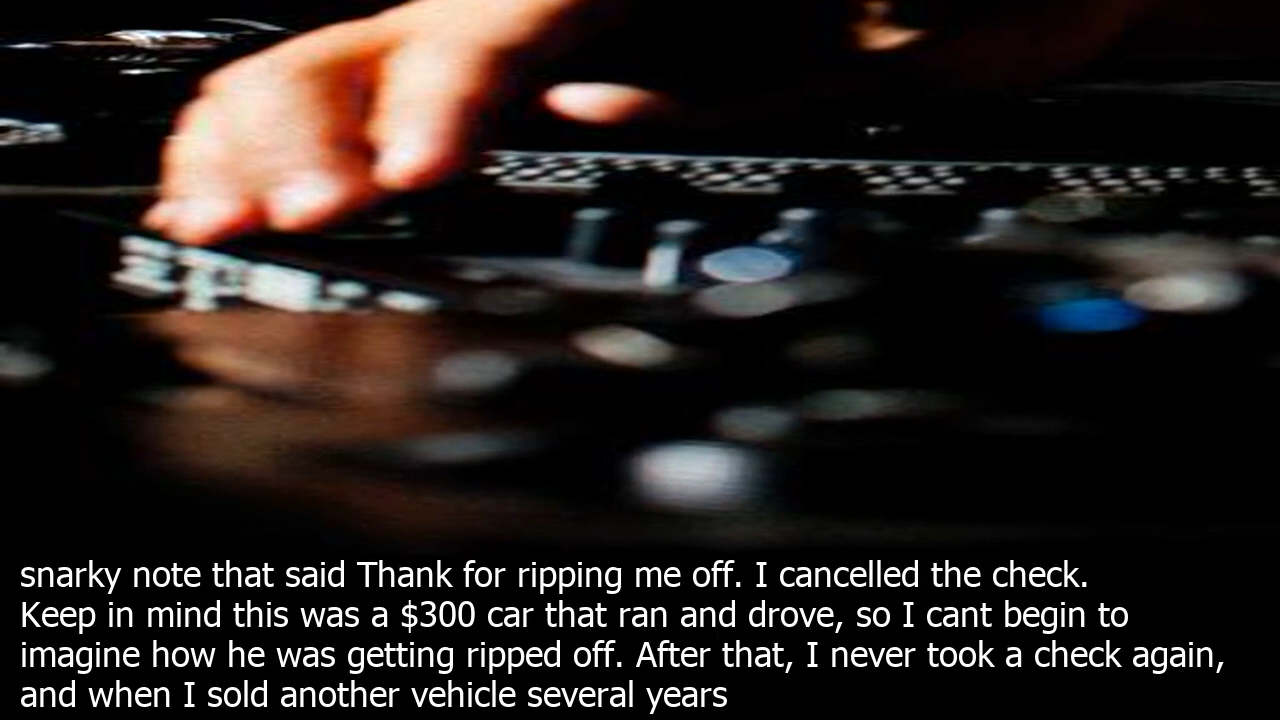 snarky note that said Thank for ripping me off. I cancelled the check.
Keep in mind this was a $300 car that ran and drove, so I cant begin to
imagine how he was getting ripped off. After that, I never took a check again,
and when I sold another vehicle several years